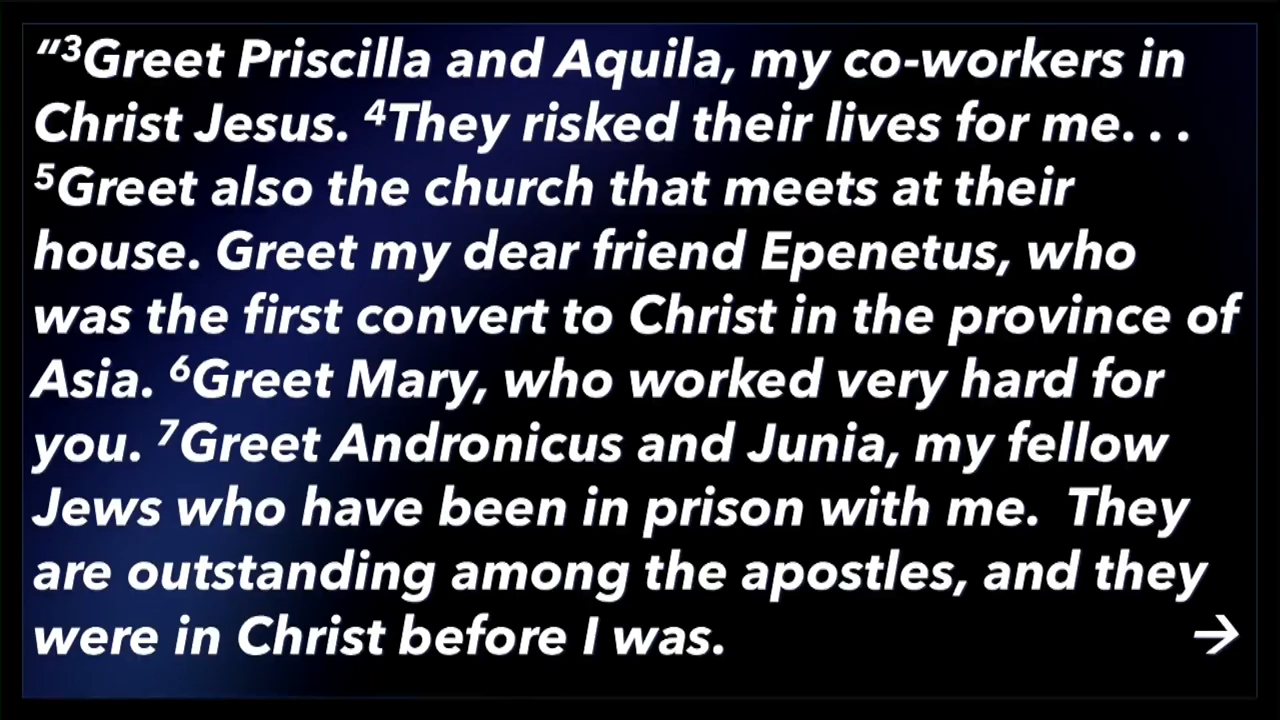 "³Greet Priscilla and Aquila, my co-workers in
Christ Jesus. ⁴They risked their lives for me. . .
⁵Greet also the church that meets at their
house. Greet my dear friend Epenetus, who
was the first convert to Christ in the province of
Asia. ⁶Greet Mary, who worked very hard for
you. ⁷Greet Andronicus and Junia, my fellow
Jews who have been in prison with me.  They
are outstanding among the apostles, and they
were in Christ before I was. →